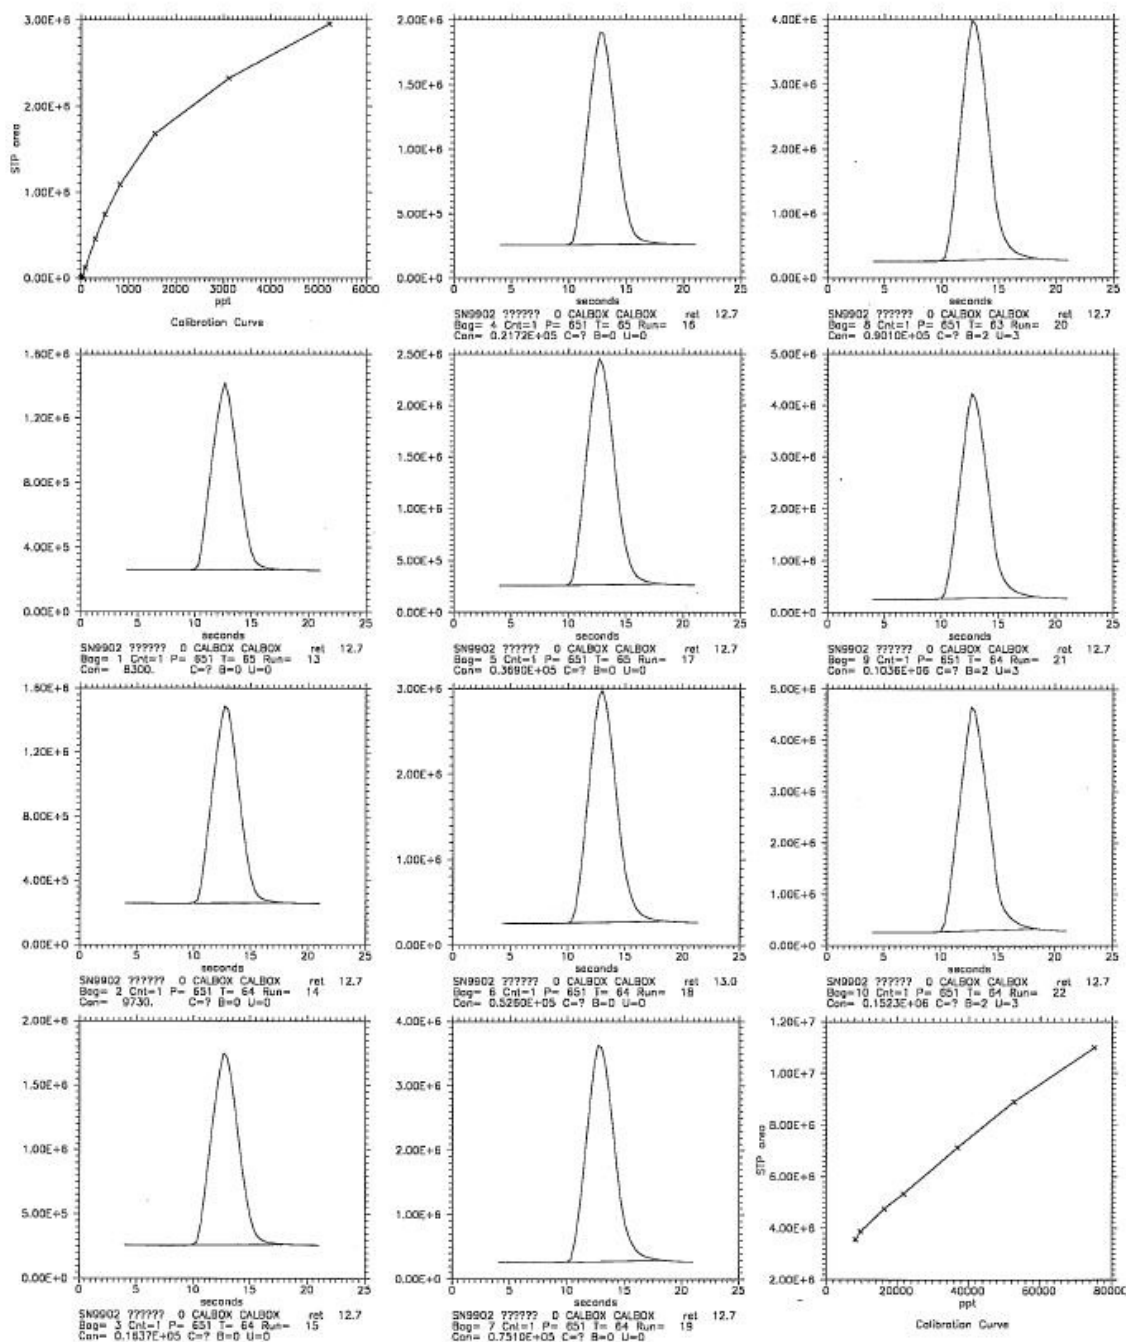 3.00E+6
2.00E+6
1.00E+6
0.00E+0
STP area
0 1000 2000 3000 4000 5000 6000
ppt
Calibration Curve
1.60E+6
1.20E+6
8.00E+5
4.00E+5
0.00E+0
0 5 10 15 20 25
seconds
SN9902 ?????? 0 CALBOX CALBOX ret 12.7
Bag= 1 Cnt=1 P= 651 T= 65 Run= 13
Con= 8300. C=? B=0 U=0
1.60E+6
1.20E+6
8.00E+5
4.00E+5
0.00E+0
0 5 10 15 20 25
seconds
SN9902 ?????? 0 CALBOX CALBOX ret 12.7
Bag= 2 Cnt=1 P= 651 T= 64 Run= 14
Con= 9730. C=? B=0 U=0
2.00E+6
1.50E+6
1.00E+6
5.00E+5
0.00E+0
0 5 10 15 20 25
seconds
SN9902 ?????? 0 CALBOX CALBOX ret 12.7
Bag= 3 Cnt=1 P= 651 T= 64 Run= 15
Con= 0.1637E+05 C=? B=0 U=0
2.00E+6
1.50E+6
1.00E+6
5.00E+5
0.00E+0
0 5 10 15 20 25
seconds
SN9902 ?????? 0 CALBOX CALBOX ret 12.7
Bag= 4 Cnt=1 P= 651 T= 65 Run= 16
Con= 0.2172E+05 C=? B=0 U=0
2.50E+6
2.00E+6
1.50E+6
1.00E+6
5.00E+5
0.00E+0
0 5 10 15 20 25
seconds
SN9902 ?????? 0 CALBOX CALBOX ret 12.7
Bag= 5 Cnt=1 P= 651 T= 65 Run= 17
Con= 0.3690E+05 C=? B=0 U=0
3.00E+6
2.00E+6
1.00E+6
0.00E+0
0 5 10 15 20 25
seconds
SN9902 ?????? 0 CALBOX CALBOX ret 13.0
Bag= 6 Cnt=1 P= 651 T= 64 Run= 18
Con= 0.5260E+05 C=? B=0 U=0
4.00E+6
3.00E+6
2.00E+6
1.00E+6
0.00E+0
0 5 10 15 20 25
seconds
SN9902 ?????? 0 CALBOX CALBOX ret 12.7
Bag= 7 Cnt=1 P= 651 T= 64 Run= 19
Con= 0.7510E+05 C=? B=0 U=0
4.00E+6
3.00E+6
2.00E+6
1.00E+6
0.00E+0
0 5 10 15 20 25
seconds
SN9902 ?????? 0 CALBOX CALBOX ret 12.7
Bag= 8 Cnt=1 P= 651 T= 63 Run= 20
Con= 0.9010E+05 C=? B=2 U=3
5.00E+6
4.00E+6
3.00E+6
2.00E+6
1.00E+6
0.00E+0
0 5 10 15 20 25
seconds
SN9902 ?????? 0 CALBOX CALBOX ret 12.7
Bag= 9 Cnt=1 P= 651 T= 64 Run= 21
Con= 0.1036E+06 C=? B=2 U=3
5.00E+6
4.00E+6
3.00E+6
2.00E+6
1.00E+6
0.00E+0
0 5 10 15 20 25
seconds
SN9902 ?????? 0 CALBOX CALBOX ret 12.7
Bag=10 Cnt=1 P= 651 T= 64 Run= 22
Con= 0.1523E+06 C=? B=2 U=3
1.20E+7
1.00E+7
8.00E+6
6.00E+6
4.00E+6
2.00E+6
STP area
0 20000 40000 60000 80000
ppt
Calibration Curve